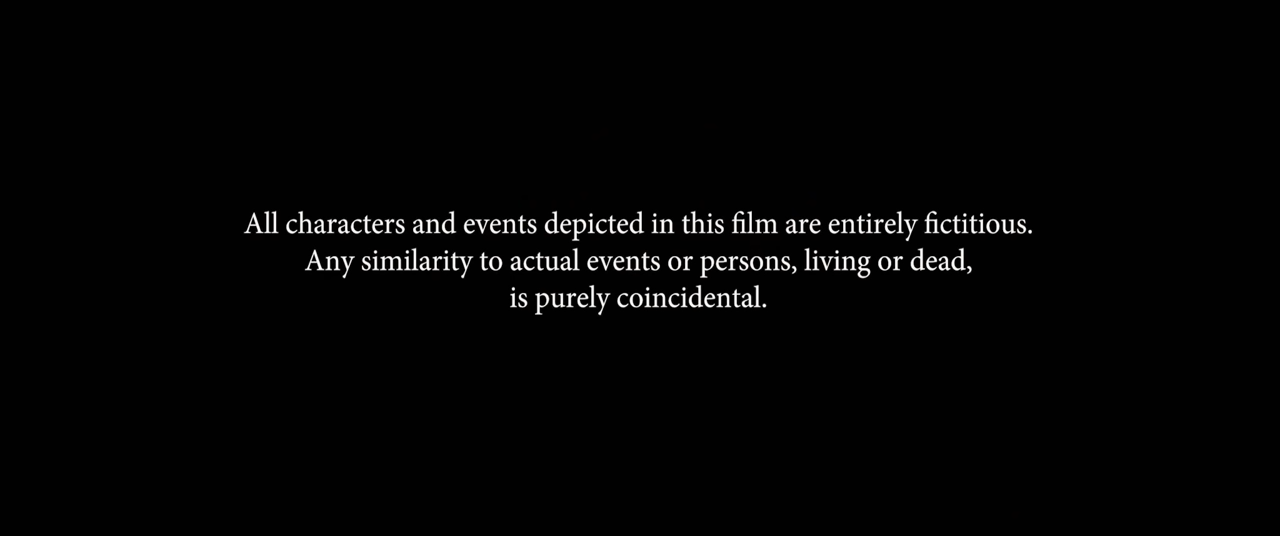 All characters and events depicted in this film are entirely fictitious.
Any similarity to actual events or persons, living or dead,
is purely coincidental.